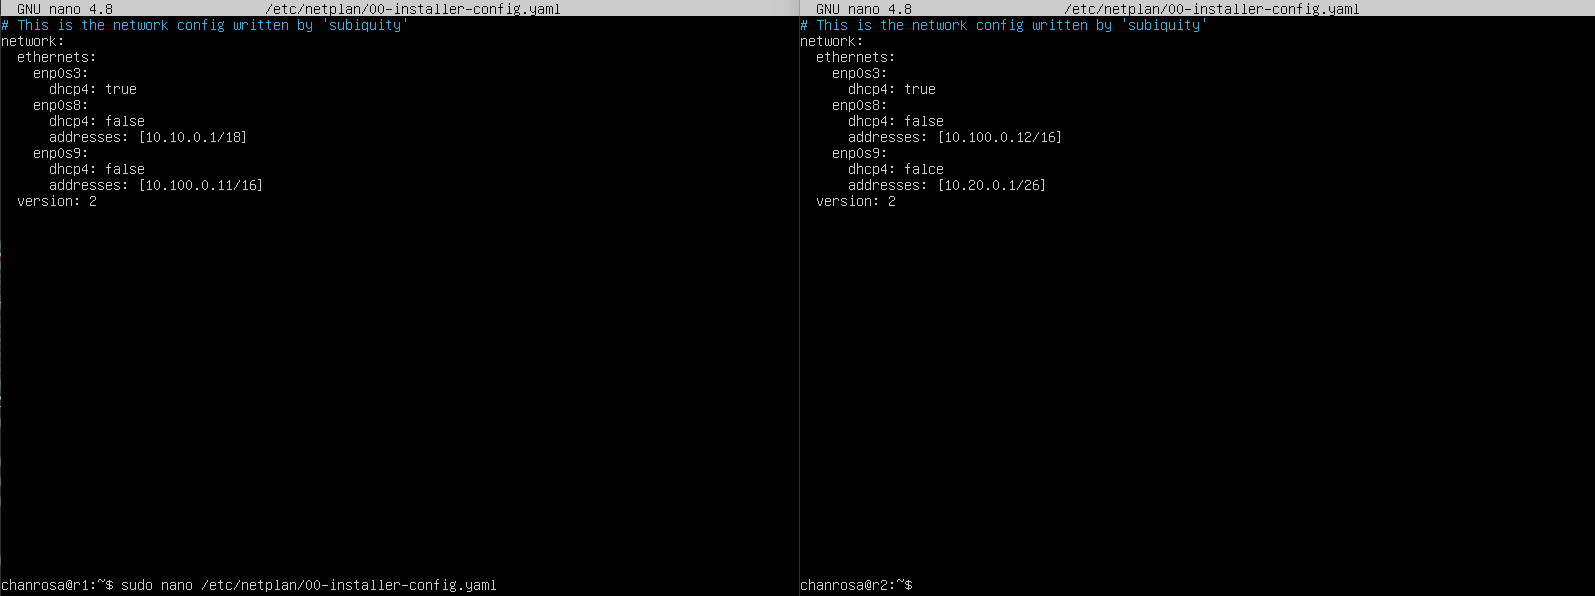 GNU nano 4.8 /etc/netplan/00-installer-config.yaml
# This is the network config written by 'subiquity'
network:
  ethernets:
    enp0s3:
      dhcp4: true
    enp0s8:
      dhcp4: false
      addresses: [10.10.0.1/18]
    enp0s9:
      dhcp4: false
      addresses: [10.100.0.11/16]
  version: 2
chanrosa@r1:~$ sudo nano /etc/netplan/00-installer-config.yaml
GNU nano 4.8 /etc/netplan/00-installer-config.yaml
# This is the network config written by 'subiquity'
network:
  ethernets:
    enp0s3:
      dhcp4: true
    enp0s8:
      dhcp4: false
      addresses: [10.100.0.12/16]
    enp0s9:
      dhcp4: falce
      addresses: [10.20.0.1/26]
  version: 2
chanrosa@r2:~$